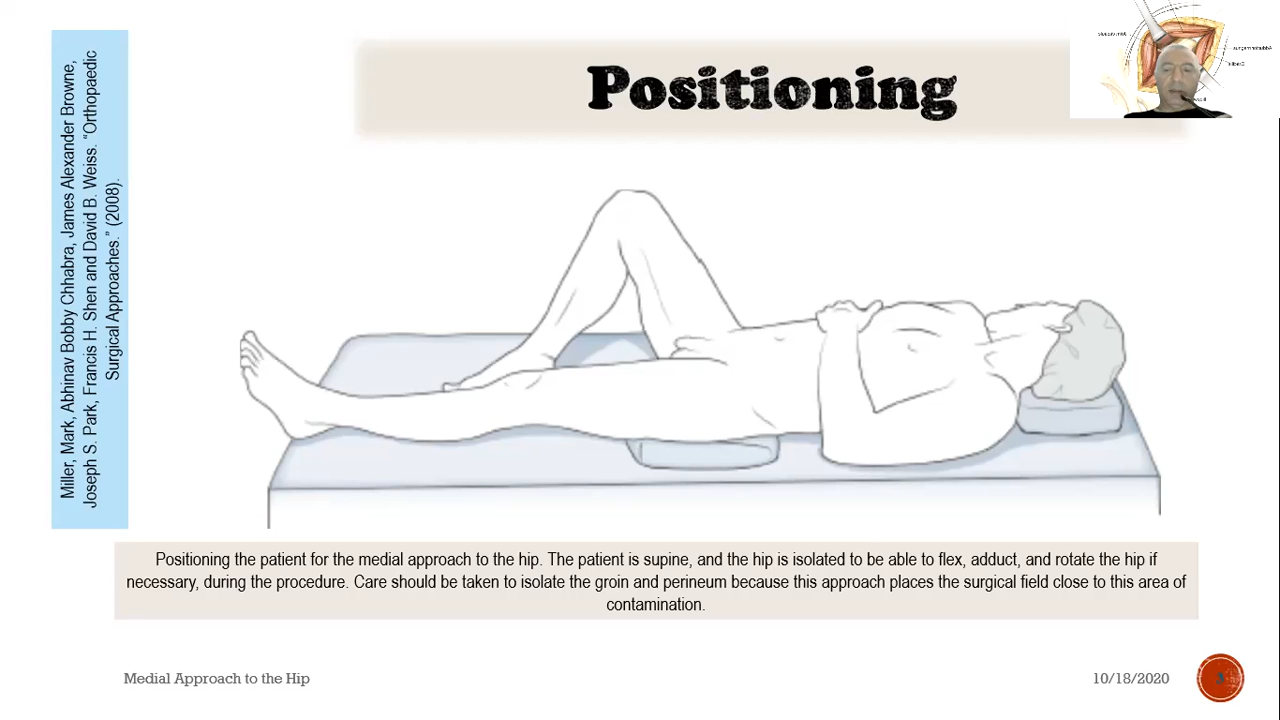 Positioning
Miller, Mark, Abhinav Bobby Chhabra, James Alexander Browne,
Joseph S. Park, Francis H. Shen and David B. Weiss. “Orthopaedic
Surgical Approaches.” (2008).
Positioning the patient for the medial approach to the hip. The patient is supine, and the hip is isolated to be able to flex, adduct, and rotate the hip if
necessary, during the procedure. Care should be taken to isolate the groin and perineum because this approach places the surgical field close to this area of
contamination.
Medial Approach to the Hip
10/18/2020